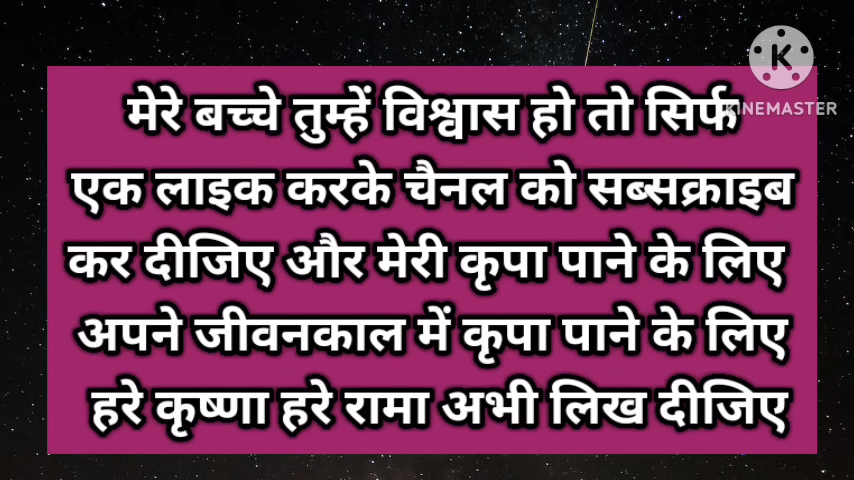 मेरे बच्चे तुम्हें विश्वास हो तो सिर्फ
एक लाइक करके चैनल को सब्सक्राइब
कर दीजिए और मेरी कृपा पाने के लिए
अपने जीवनकाल में कृपा पाने के लिए
हरे कृष्णा हरे रामा अभी लिख दीजिए
K
KINEMASTER